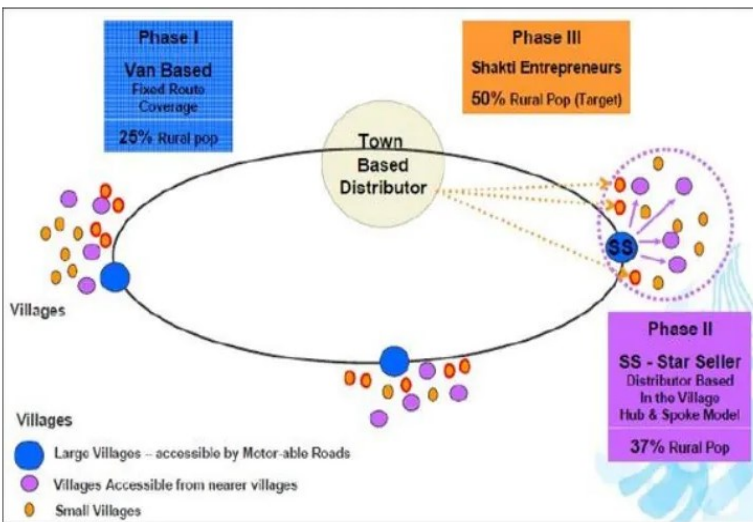 Phase I
Van Based
Fixed Route
Coverage
25% Rural pop
Phase III
Shakti Entrepreneurs
50% Rural Pop (Target)
Town
Based
Distributor
SS
Villages
Phase II
SS - Star Seller
Distributor Based
In the Village
Hub & Spoke Model
37% Rural Pop
Villages
Large Villages – accessible by Motor-able Roads
Villages Accessible from nearer villages
Small Villages